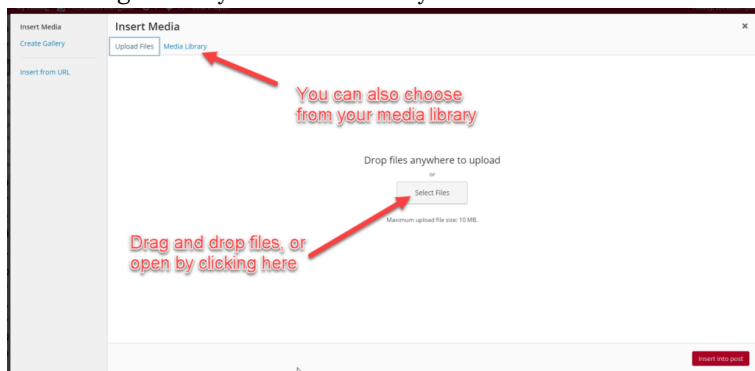 Insert Media
Create Gallery
Insert from URL
Insert Media
Upload Files Media Library
You can also choose
from your media library
Drop files anywhere to upload
or
Select Files
Maximum upload file size: 10 MB.
Drag and drop files, or
open by clicking here
Insert into post